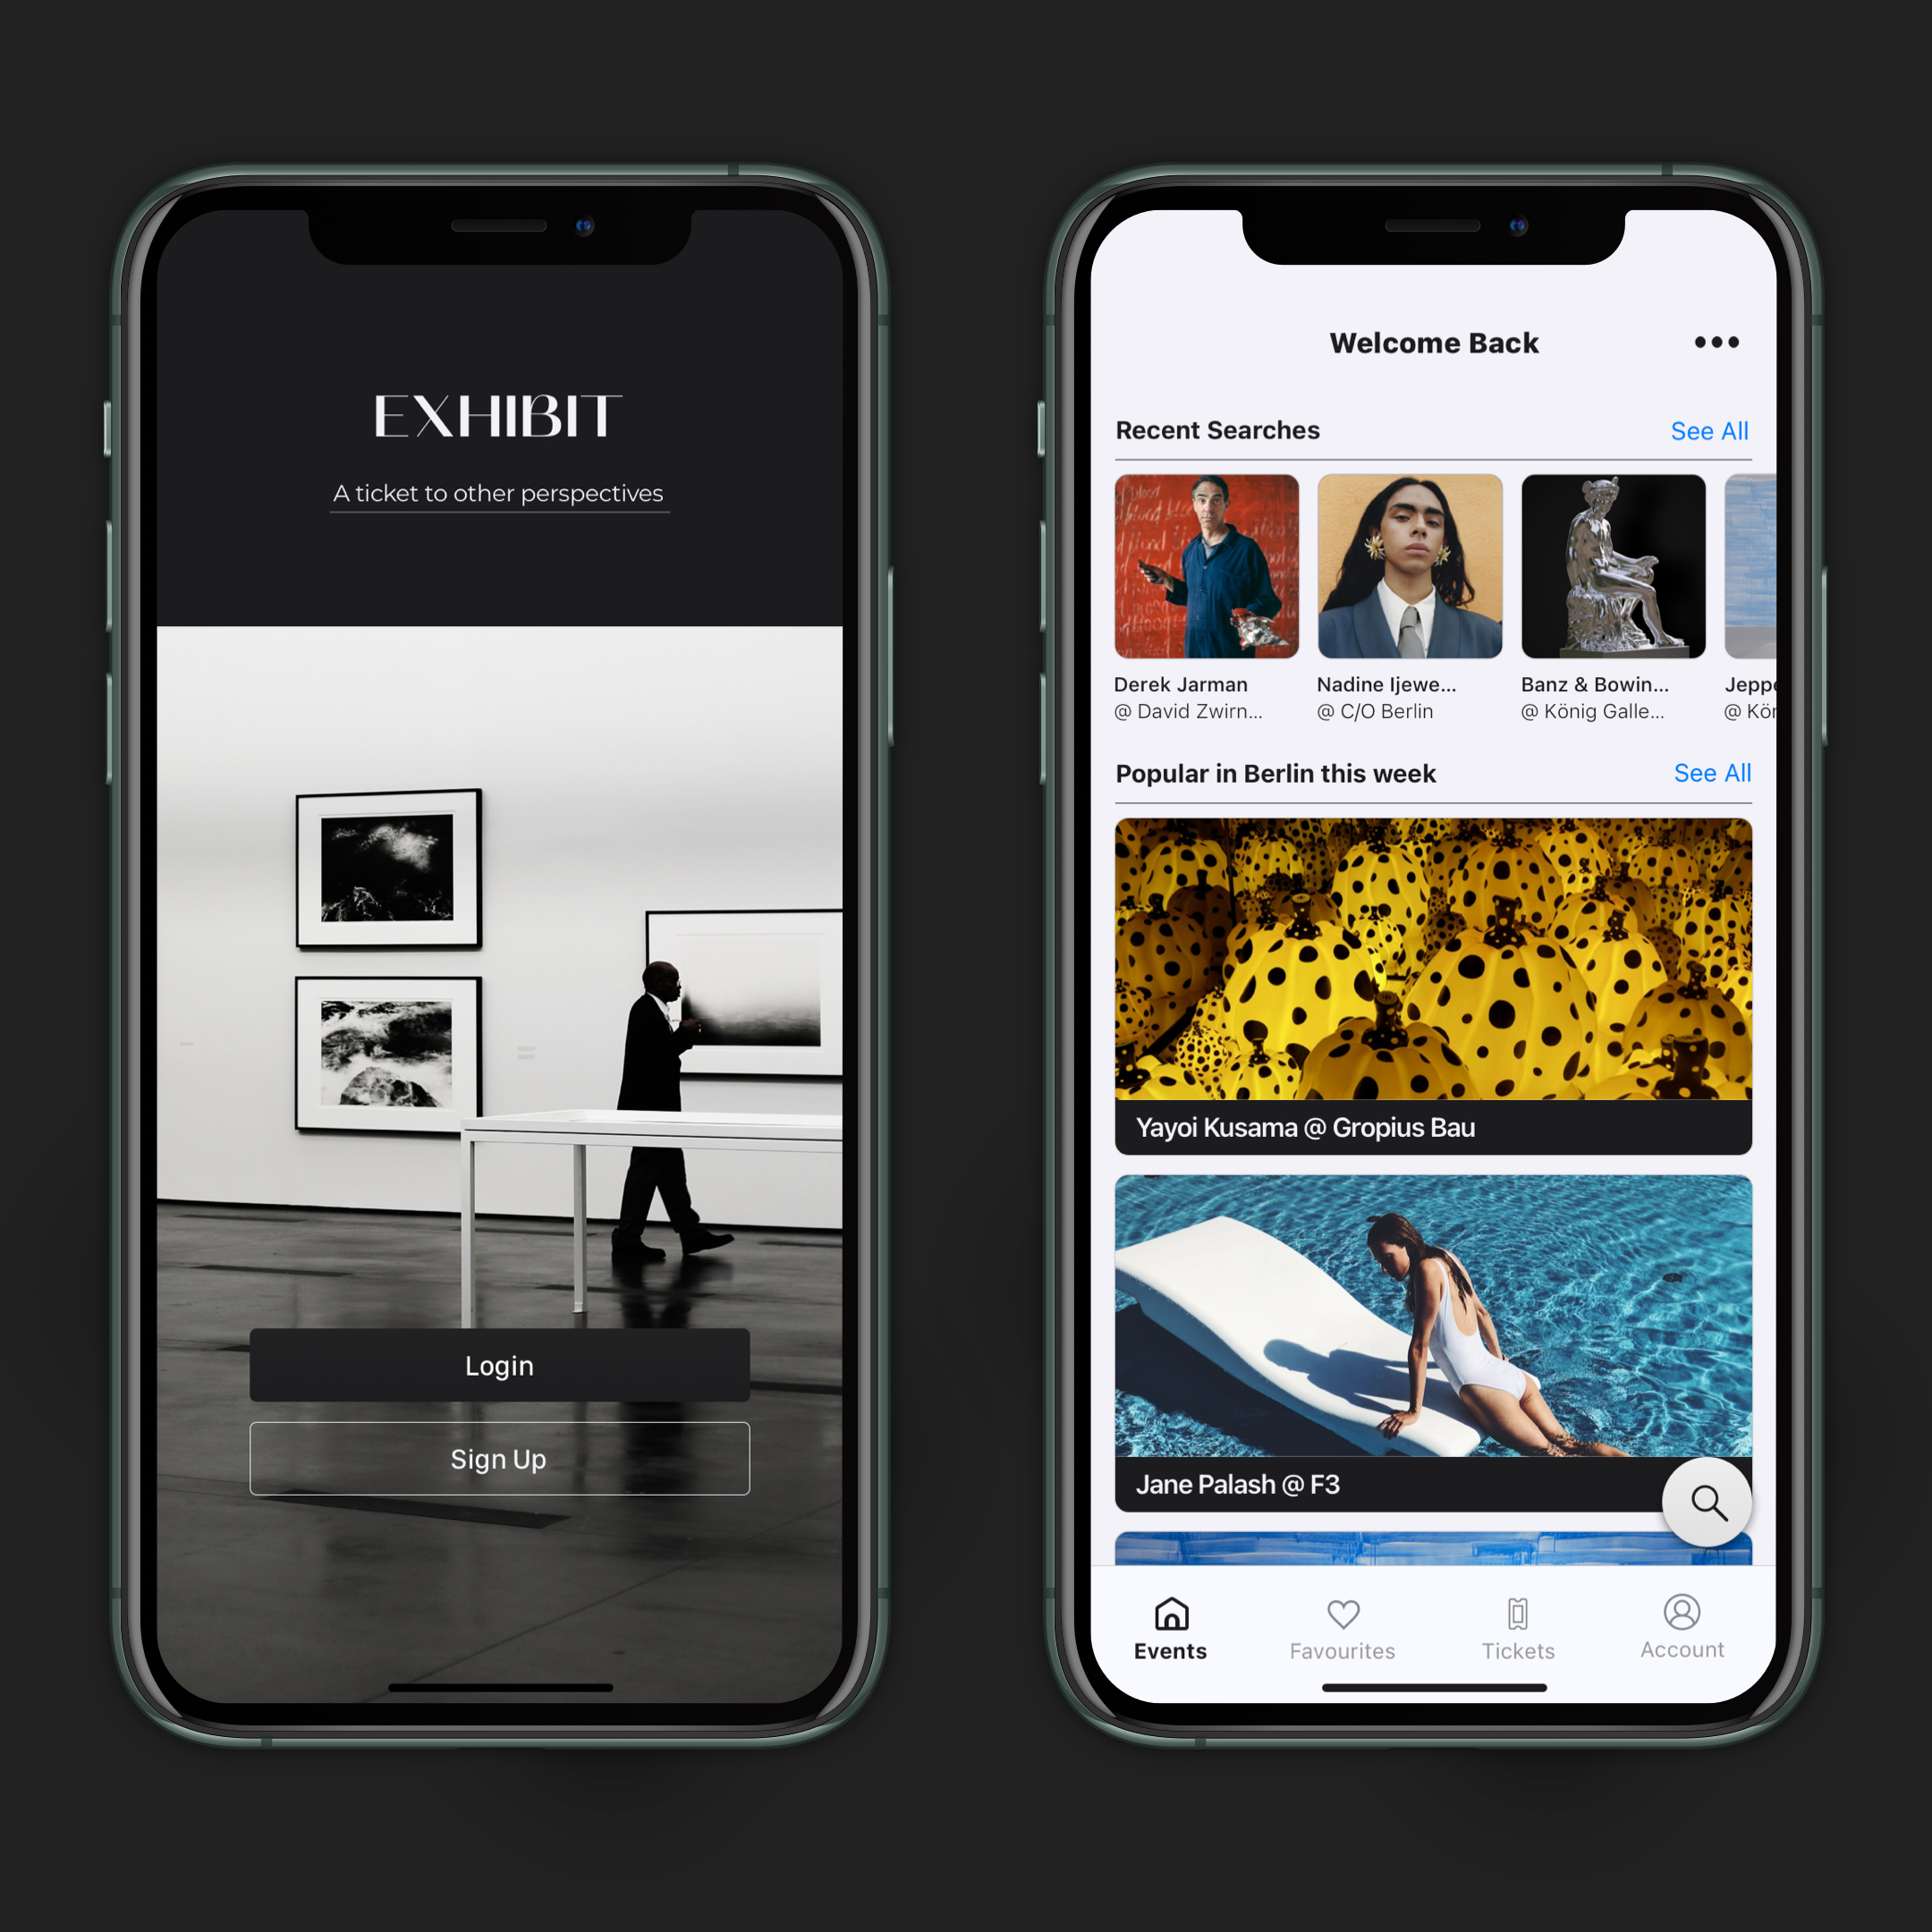 EXHIBIT
A ticket to other perspectives
Login
Sign Up
Welcome Back
Recent Searches
See All
Derek Jarman
@ David Zwirn...
Nadine Ijewe...
@ C/O Berlin
Banz & Bowin...
@ König Galle...
Jeppe
@ Kön
Popular in Berlin this week
See All
Yayoi Kusama @ Gropius Bau
Jane Palash @ F3
Events
Favourites
Tickets
Account